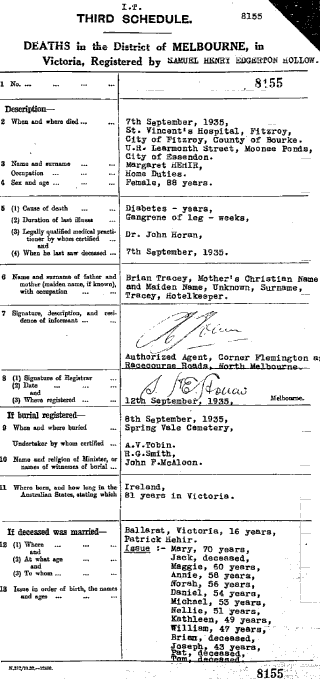 I.T.
THIRD SCHEDULE. 8155
DEATHS in the District of MELBOURNE, in
Victoria, Registered by SAMUEL HENRY EDGERTON HOLLOW.
1 No. ... 8155
Description—
2 When and where died ... 7th September, 1935,
St. Vincent's Hospital, Fitzroy,
City of Fitzroy, County of Bourke.
U.R. Learmonth Street, Moonee Ponds,
City of Essendon.
3 Name and surname ... Margaret HEHIR,
Occupation ... Home Duties.
4 Sex and age ... Female, 88 years.
5 (1) Cause of death ... Diabetes - years,
(2) Duration of last illness Gangrene of leg - weeks,
(3) Legally qualified medical practitioner by whom certified Dr. John Horan,
and
(4) When he last saw deceased ... 7th September, 1935.
6 Name and surname of father and mother (maiden name, if known), with occupation ... Brian Tracey, Mother's Christian Name
and Maiden Name, Unknown, Surname,
Tracey, Hotelkeeper.
7 Signature, description, and residence of informant ...
Authorized Agent, Corner Flemington a
Racecourse Roads, North Melbourne.
8 (1) Signature of Registrar
(2) Date
and
(3) Where registered 12th September, 1935, Melbourne.
If burial registered— 8th September, 1935,
9 When and where buried Spring Vale Cemetery,
Undertaker by whom certified A.V.Tobin.
10 Name and religion of Minister, or names of witnesses of burial ... R.G.Smith,
John F.McAloon.
11 Where born, and how long in the Australian States, stating which Ireland,
81 years in Victoria.
If deceased was married— Ballarat, Victoria, 16 years,
12 (1) Where ... Patrick Hehir.
and
(2) At what age
and
(3) To whom ...
13 Issue in order of birth, the names and ages ... Issue :- Mary, 70 years,
Jack, deceased,
Maggie, 60 years,
Annie, 58 years,
Norah, 56 years,
Daniel, 54 years,
Michael, 53 years,
Nellie, 51 years,
Kathleen, 49 years,
William, 47 years,
Brian, deceased,
Joseph, 43 years,
Pat, deceased,
Tom, deceased.
8155